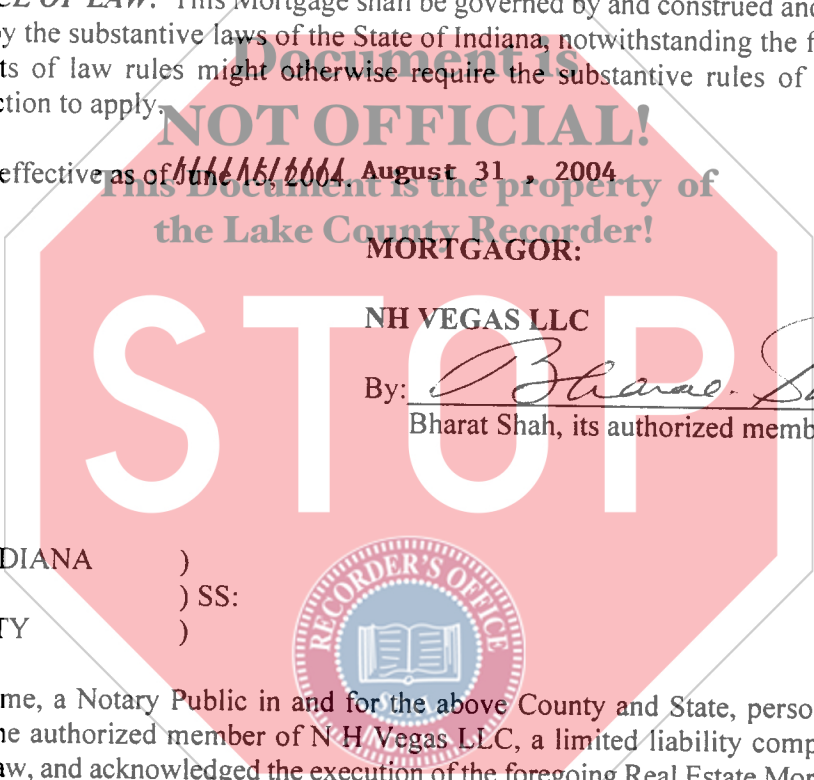 CE OF LAW. This Mortgage shall be governed by and construed and
by the substantive laws of the State of Indiana, notwithstanding the f
ts of law rules might otherwise require the substantive rules of
ction to apply.
Document is
NOT OFFICIAL!
This Document is the property of
the Lake County Recorder!
effective as of June 15, 2004. August 31 , 2004
MORTGAGOR:
STOP
NH VEGAS LLC
By: Bharat Sh
Bharat Shah, its authorized memb
DIANA )
) SS:
TY )
RECORDER'S OFFICE
me, a Notary Public in and for the above County and State, perso
he authorized member of N H Vegas LLC, a limited liability comp
aw, and acknowledged the execution of the foregoing Real Estate Mor